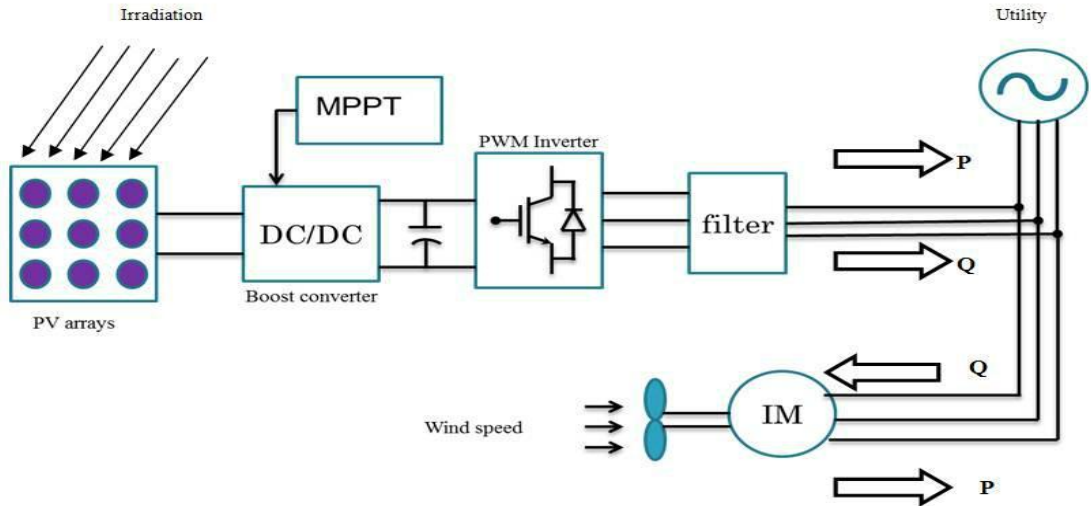 Irradiation
Utility
MPPT
PWM Inverter
P
DC/DC
filter
Q
Boost converter
PV arrays
Q
IM
Wind speed
P